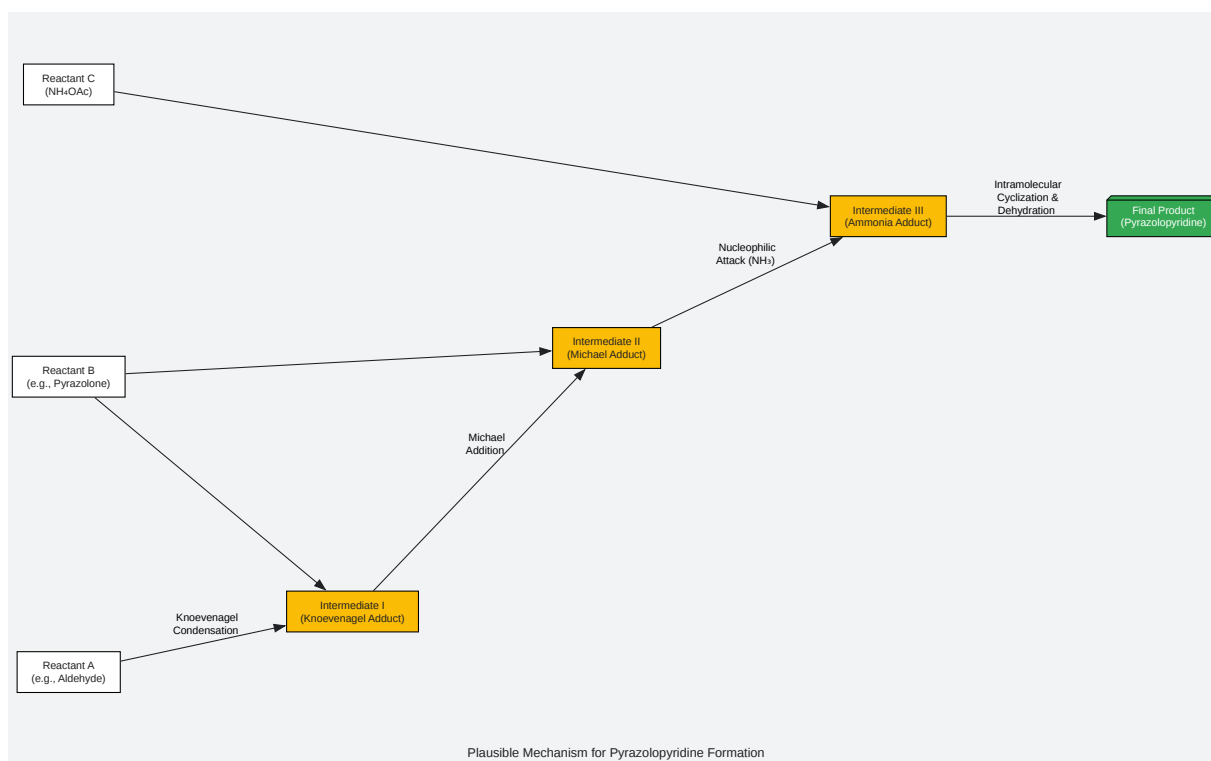 Reactant C
(NH₄OAc)
Intramolecular
Cyclization &
Dehydration
Intermediate III
(Ammonia Adduct)
Final Product
(Pyrazolopyridine)
Nucleophilic
Attack (NH₃)
Intermediate II
(Michael Adduct)
Reactant B
(e.g., Pyrazolone)
Michael
Addition
Intermediate I
(Knoevenagel Adduct)
Knoevenagel
Condensation
Reactant A
(e.g., Aldehyde)
Plausible Mechanism for Pyrazolopyridine Formation